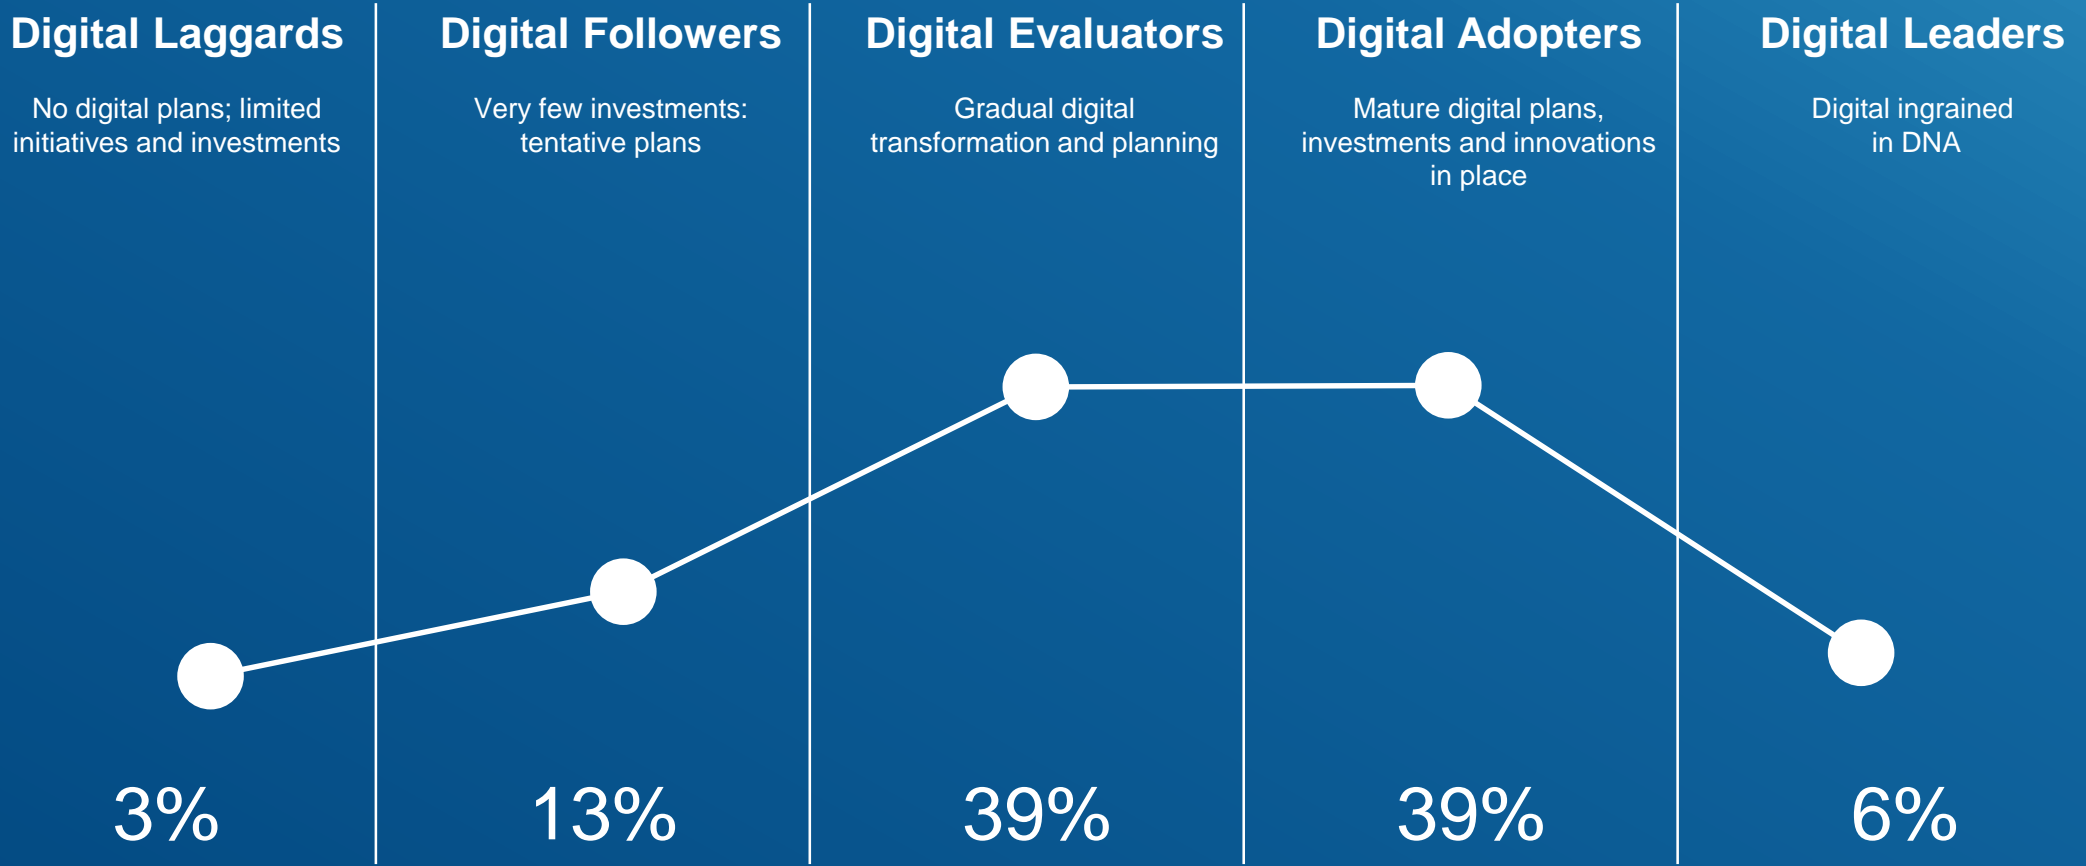 Digital Laggards
No digital plans; limited
initiatives and investments
3%
Digital Followers
Very few investments:
tentative plans
13%
Digital Evaluators
Gradual digital
transformation and planning
39%
Digital Adopters
Mature digital plans,
investments and innovations
in place
39%
Digital Leaders
Digital ingrained
in DNA
6%